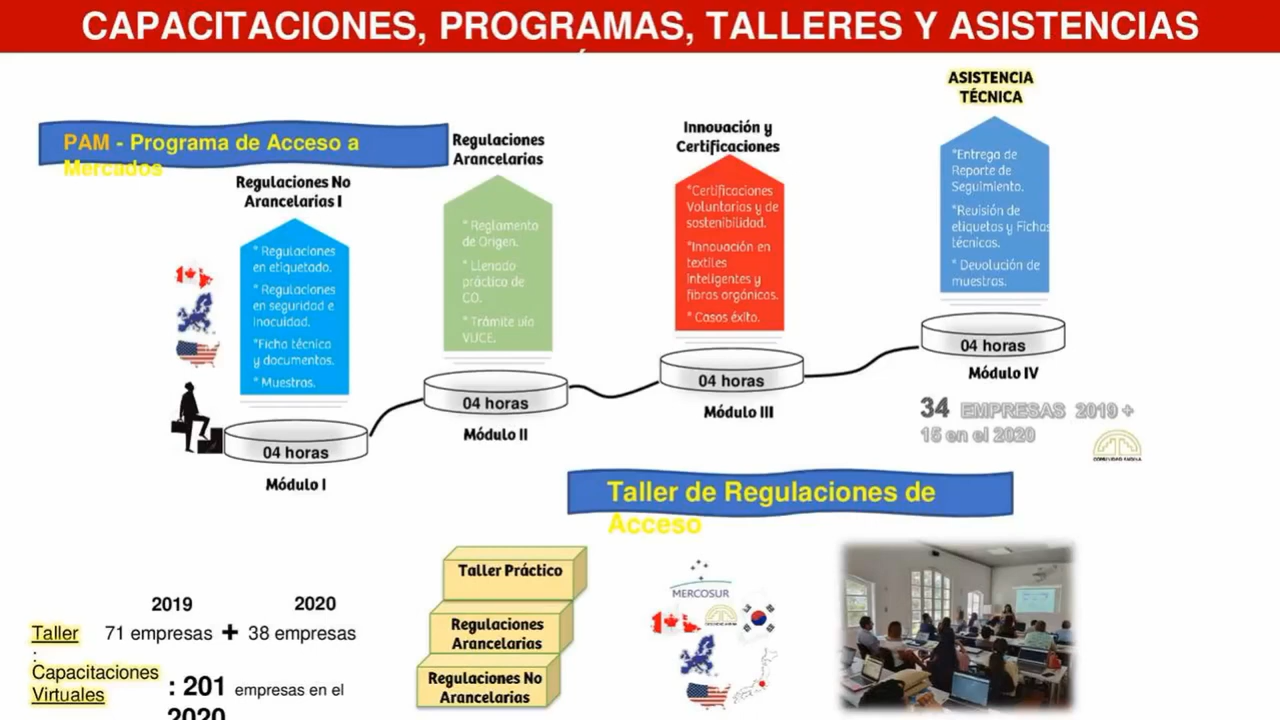 CAPACITACIONES, PROGRAMAS, TALLERES Y ASISTENCIAS
PAM - Programa de Acceso a
Mercados
Regulaciones No
Arancelarias I
* Regulaciones
en etiquetado.
* Regulaciones
en seguridad e
inocuidad.
*Ficha técnica
y documentos.
* Muestras.
04 horas
Módulo I
Regulaciones
Arancelarias
* Reglamento
de Origen.
* Llenado
práctico de
CO.
* Trámite vía
VUCE.
04 horas
Módulo II
Innovación y
Certificaciones
*Certificaciones
Voluntarias y de
sostenibilidad.
*Innovación en
textiles
inteligentes y
fibras orgánicas.
* Casos éxito.
04 horas
Módulo III
ASISTENCIA
TÉCNICA
*Entrega de
Reporte de
Seguimiento.
*Revisión de
etiquetas y Fichas
técnicas.
* Devolución de
muestras.
04 horas
Módulo IV
34 EMPRESAS 2019 +
15 en el 2020
COMUNIDAD ANDINA
Taller de Regulaciones de
Acceso
Taller Práctico
Regulaciones
Arancelarias
Regulaciones No
Arancelarias
MERCOSUR
2019 2020
Taller 71 empresas + 38 empresas
:
Capacitaciones
Virtuales : 201 empresas en el
2020